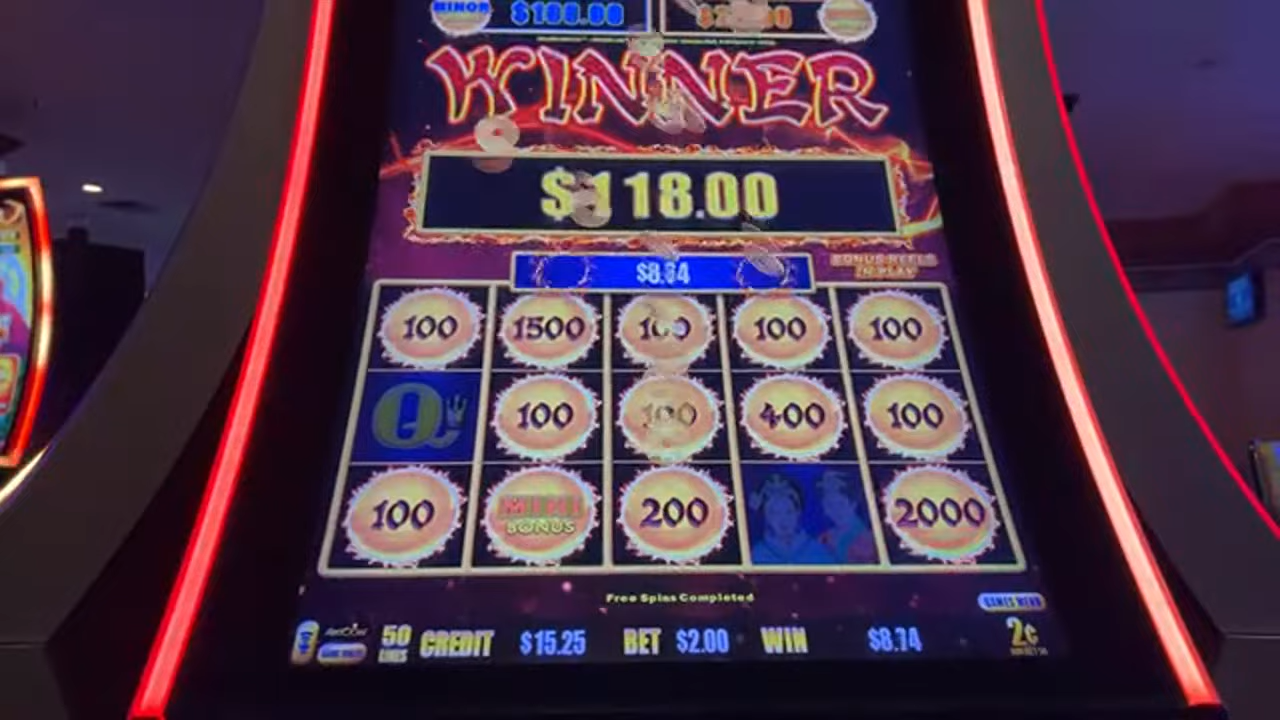 MINOR $100.00
WINNER
$118.00
$8.74
BONUS REELS
IN PLAY
100 1500 100 100 100
Q 100 100 400 100
100 MINI
BONUS 200 2000
Free Spins Completed
GAMES MENU
50
LINES CREDIT $15.25 BET $2.00 WIN $8.74 2¢